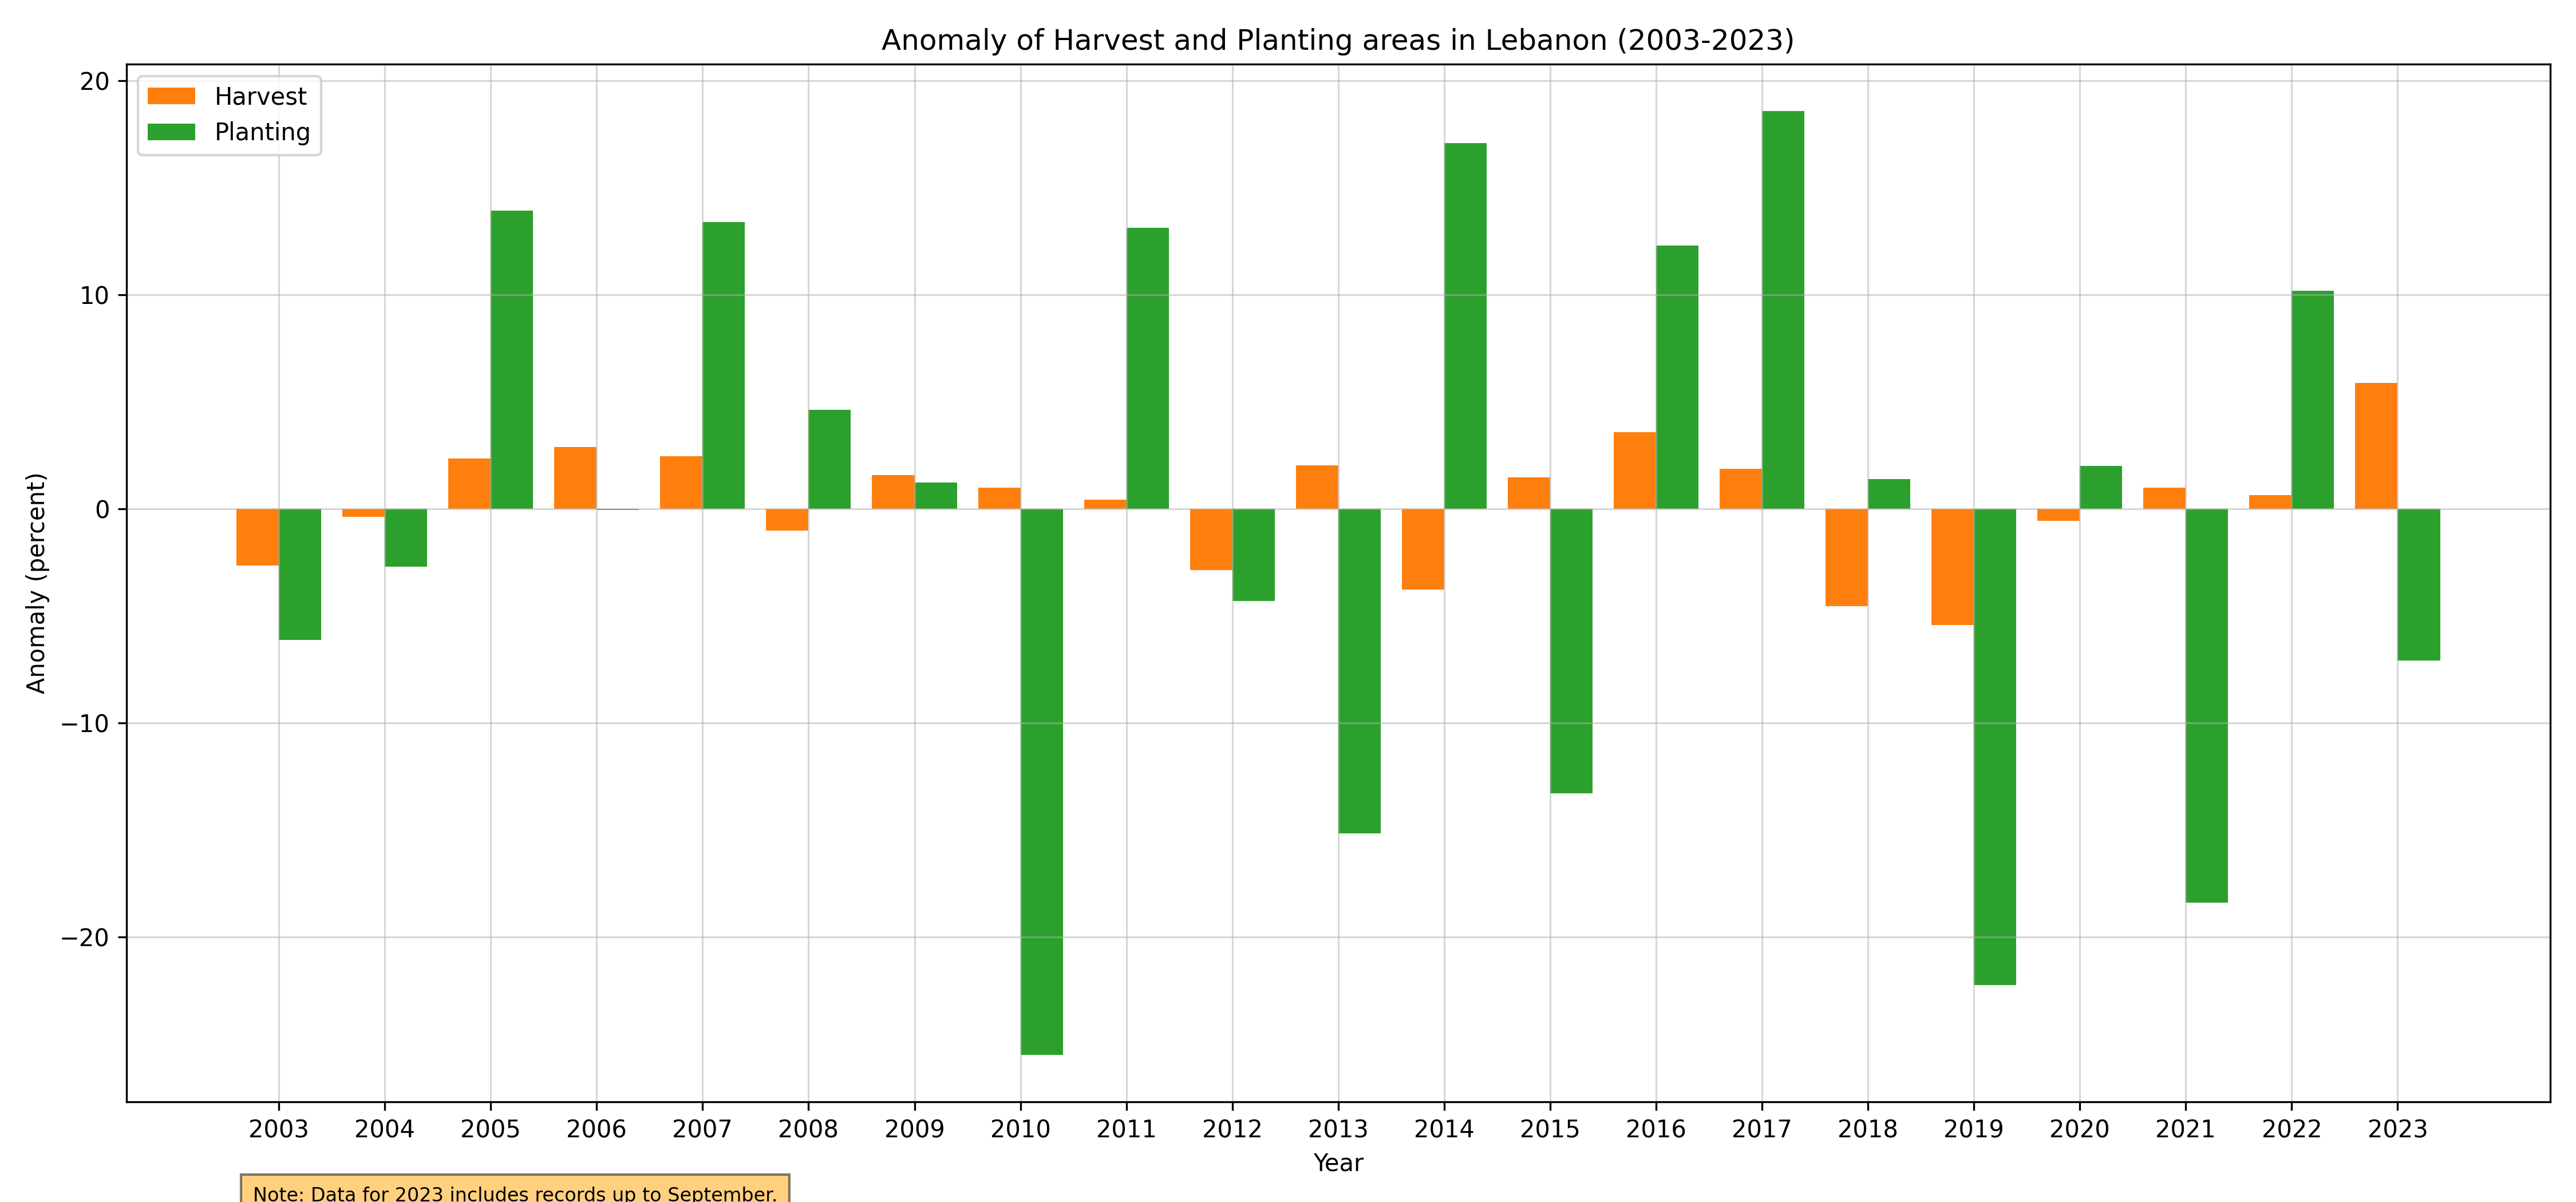 Anomaly of Harvest and Planting areas in Lebanon (2003-2023)
Harvest
Planting
20
10
0
−10
−20
Anomaly (percent)
2003 2004 2005 2006 2007 2008 2009 2010 2011 2012 2013 2014 2015 2016 2017 2018 2019 2020 2021 2022 2023
Year
Note: Data for 2023 includes records up to September.